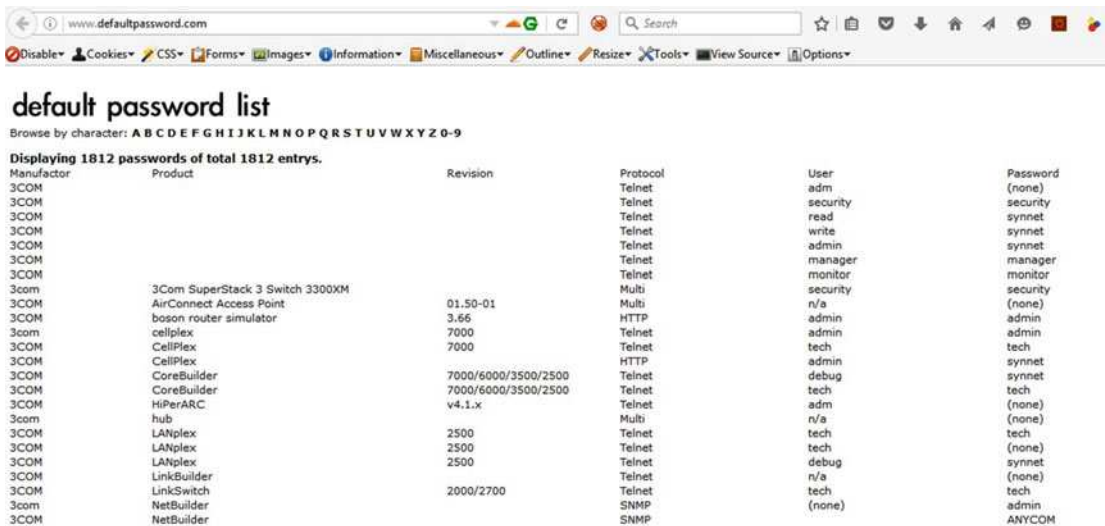 www.defaultpassword.com
Search
Disable Cookies CSS Forms Images Information Miscellaneous Outline Resize Tools View Source Options
default password list
Browse by character: A B C D E F G H I J K L M N O P Q R S T U V W X Y Z 0-9
Displaying 1812 passwords of total 1812 entrys.
Manufactor Product Revision Protocol User Password
3COM Telnet adm (none)
3COM Telnet security security
3COM Telnet read synnet
3COM Telnet write synnet
3COM Telnet admin synnet
3COM Telnet manager manager
3COM Telnet monitor monitor
3com 3Com SuperStack 3 Switch 3300XM Multi security security
3COM AirConnect Access Point 01.50-01 Multi n/a (none)
3COM boson router simulator 3.66 HTTP admin admin
3com cellplex 7000 Telnet admin admin
3COM CellPlex 7000 Telnet tech tech
3COM CellPlex HTTP admin synnet
3COM CoreBuilder 7000/6000/3500/2500 Telnet debug synnet
3COM CoreBuilder 7000/6000/3500/2500 Telnet tech tech
3COM HiPerARC v4.1.x Telnet adm (none)
3com hub Multi n/a (none)
3COM LANplex 2500 Telnet tech tech
3COM LANplex 2500 Telnet tech (none)
3COM LANplex 2500 Telnet debug synnet
3COM LinkBuilder Telnet n/a (none)
3COM LinkSwitch 2000/2700 Telnet tech tech
3com NetBuilder SNMP (none) admin
3COM NetBuilder SNMP ANYCOM